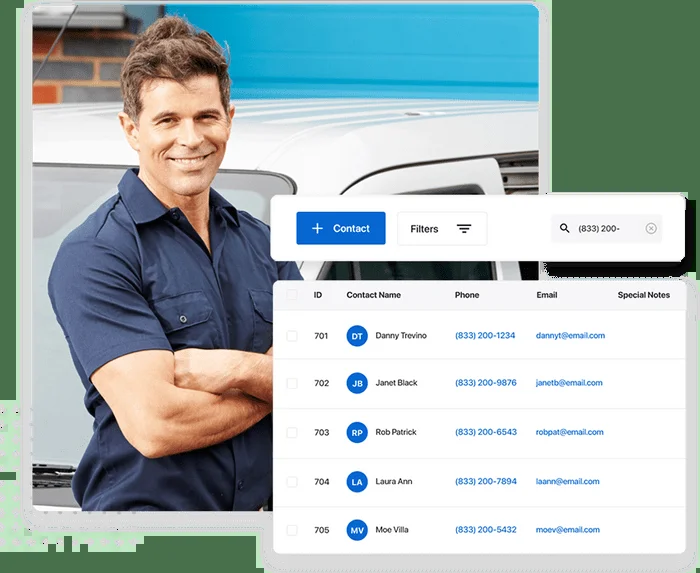 + Contact Filters (833) 200-
ID Contact Name Phone Email Special Notes
701 DT Danny Trevino (833) 200-1234 dannyt@email.com
702 JB Janet Black (833) 200-9876 janetb@email.com
703 RP Rob Patrick (833) 200-6543 robpat@email.com
704 LA Laura Ann (833) 200-7894 laann@email.com
705 MV Moe Villa (833) 200-5432 moev@email.com